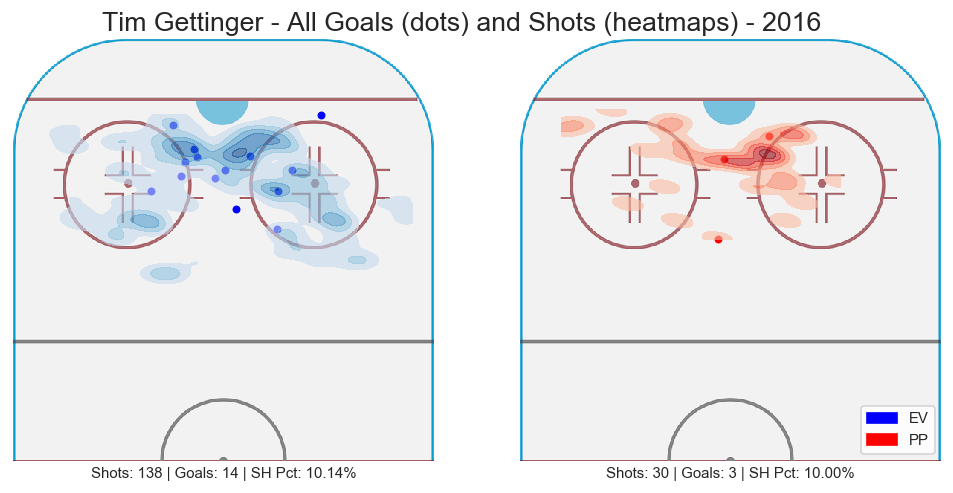 Tim Gettinger - All Goals (dots) and Shots (heatmaps) - 2016
EV
PP
Shots: 138 | Goals: 14 | SH Pct: 10.14%
Shots: 30 | Goals: 3 | SH Pct: 10.00%